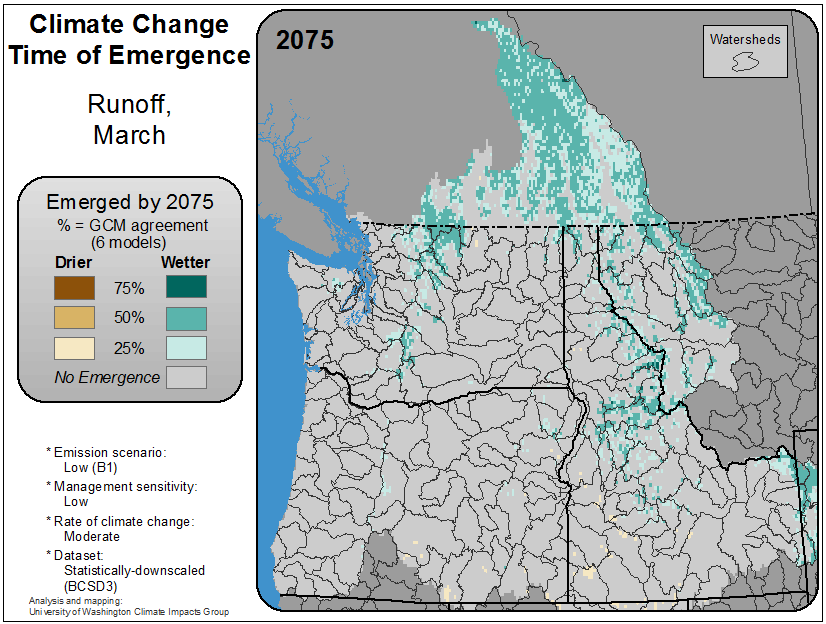 Climate Change
Time of Emergence
Runoff,
March
Emerged by 2075
% = GCM agreement
(6 models)
Drier
Wetter
75%
50%
25%
No Emergence
* Emission scenario:
Low (B1)
* Management sensitivity:
Low
* Rate of climate change:
Moderate
* Dataset:
Statistically-downscaled
(BCSD3)
Analysis and mapping:
University of Washington Climate Impacts Group
2075
Watersheds